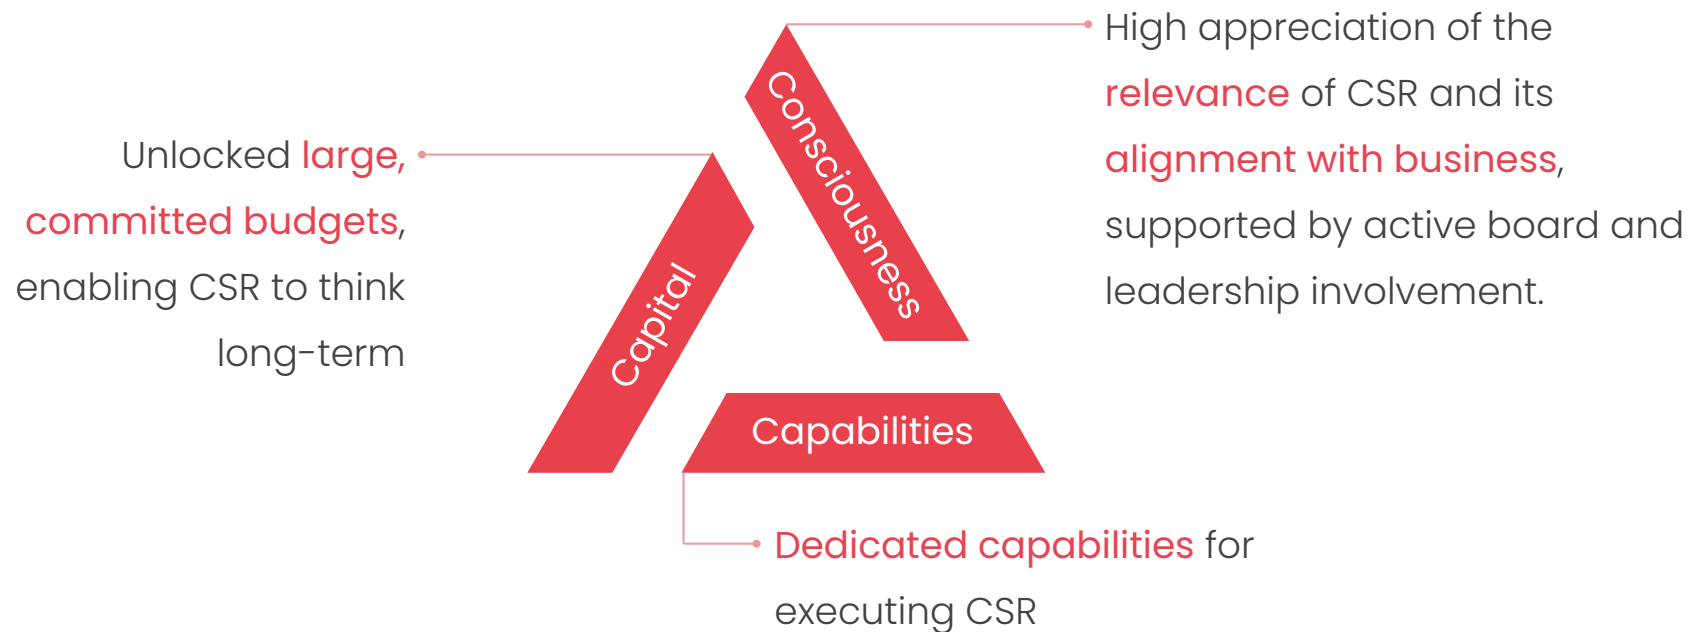 High appreciation of the
relevance of CSR and its
alignment with business,
supported by active board and
leadership involvement.
Consciousness
Unlocked large,
committed budgets,
enabling CSR to think
long-term
Capital
Capabilities
Dedicated capabilities for
executing CSR